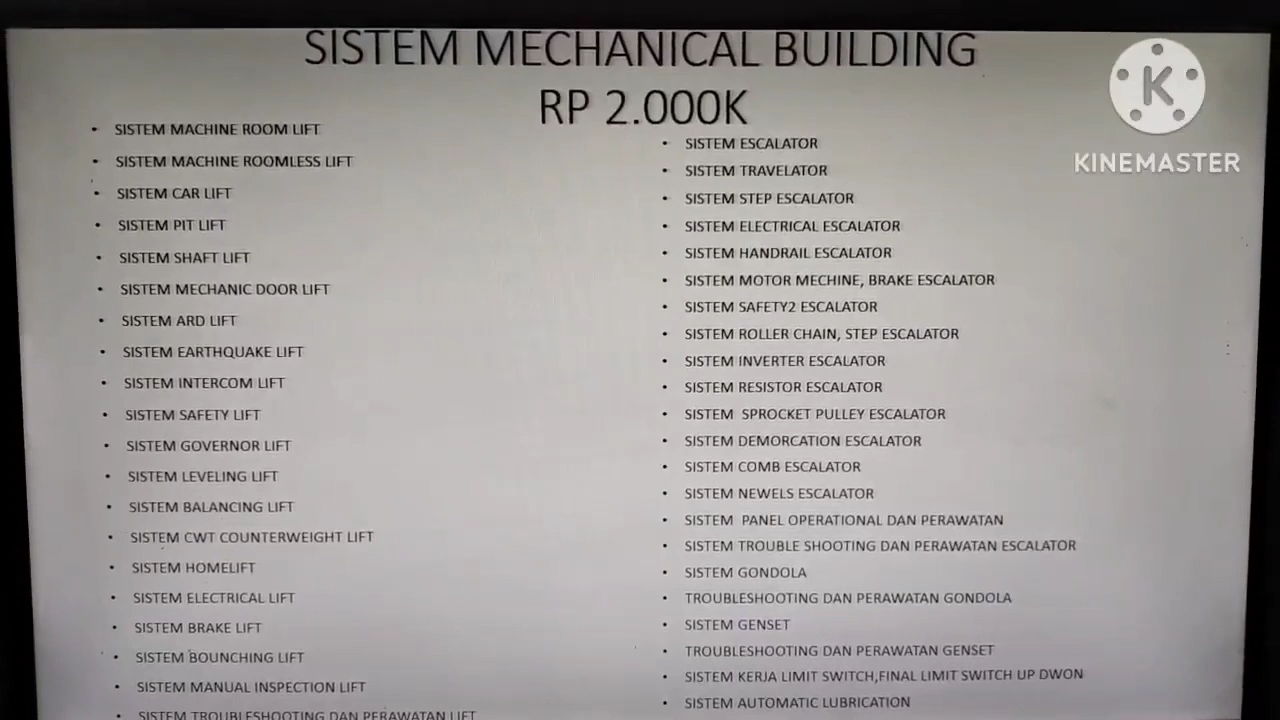 SISTEM MECHANICAL BUILDING
RP 2.000K
K
KINEMASTER
SISTEM MACHINE ROOM LIFT
SISTEM MACHINE ROOMLESS LIFT
SISTEM CAR LIFT
SISTEM PIT LIFT
SISTEM SHAFT LIFT
SISTEM MECHANIC DOOR LIFT
SISTEM ARD LIFT
SISTEM EARTHQUAKE LIFT
SISTEM INTERCOM LIFT
SISTEM SAFETY LIFT
SISTEM GOVERNOR LIFT
SISTEM LEVELING LIFT
SISTEM BALANCING LIFT
SISTEM CWT COUNTERWEIGHT LIFT
SISTEM HOMELIFT
SISTEM ELECTRICAL LIFT
SISTEM BRAKE LIFT
SISTEM BOUNCHING LIFT
SISTEM MANUAL INSPECTION LIFT
SISTEM TROUBLESHOOTING DAN PERAWATAN LIFT
SISTEM ESCALATOR
SISTEM TRAVELATOR
SISTEM STEP ESCALATOR
SISTEM ELECTRICAL ESCALATOR
SISTEM HANDRAIL ESCALATOR
SISTEM MOTOR MECHINE, BRAKE ESCALATOR
SISTEM SAFETY2 ESCALATOR
SISTEM ROLLER CHAIN, STEP ESCALATOR
SISTEM INVERTER ESCALATOR
SISTEM RESISTOR ESCALATOR
SISTEM SPROCKET PULLEY ESCALATOR
SISTEM DEMORCATION ESCALATOR
SISTEM COMB ESCALATOR
SISTEM NEWELS ESCALATOR
SISTEM PANEL OPERATIONAL DAN PERAWATAN
SISTEM TROUBLE SHOOTING DAN PERAWATAN ESCALATOR
SISTEM GONDOLA
TROUBLESHOOTING DAN PERAWATAN GONDOLA
SISTEM GENSET
TROUBLESHOOTING DAN PERAWATAN GENSET
SISTEM KERJA LIMIT SWITCH,FINAL LIMIT SWITCH UP DWON
SISTEM AUTOMATIC LUBRICATION